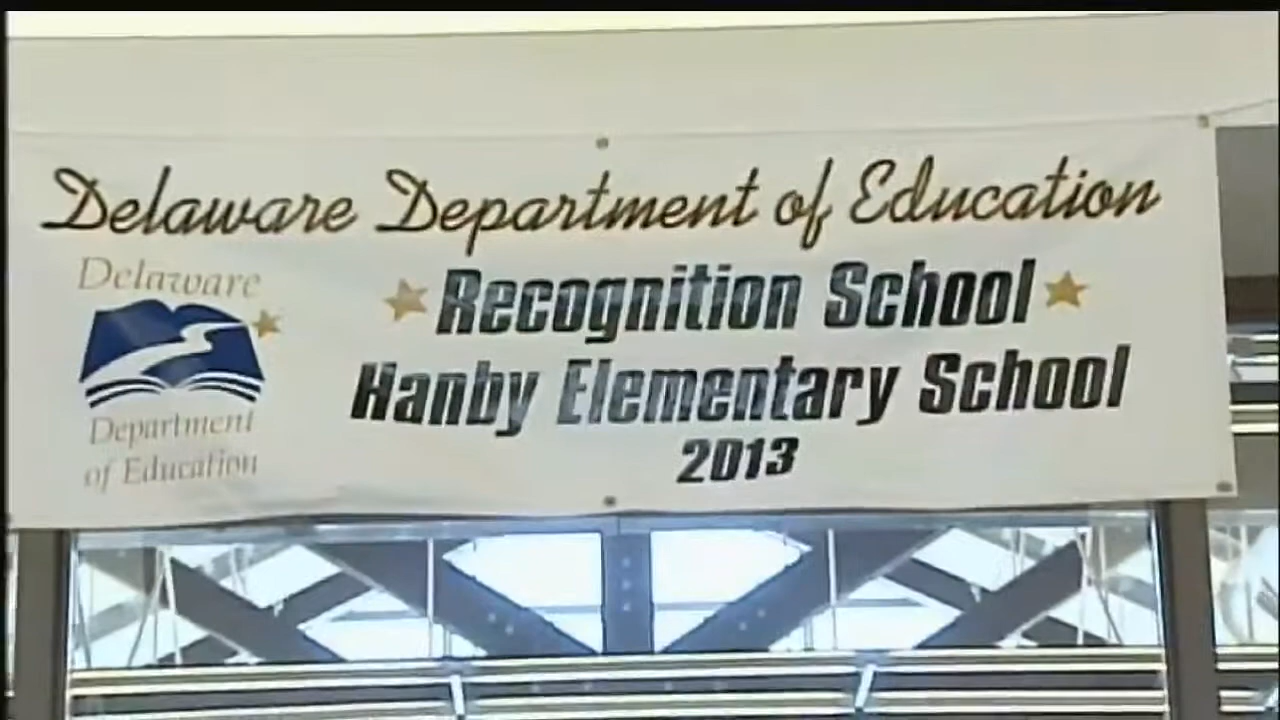 Delaware Department of Education
Delaware
Department
of Education
Recognition School
Hanby Elementary School
2013